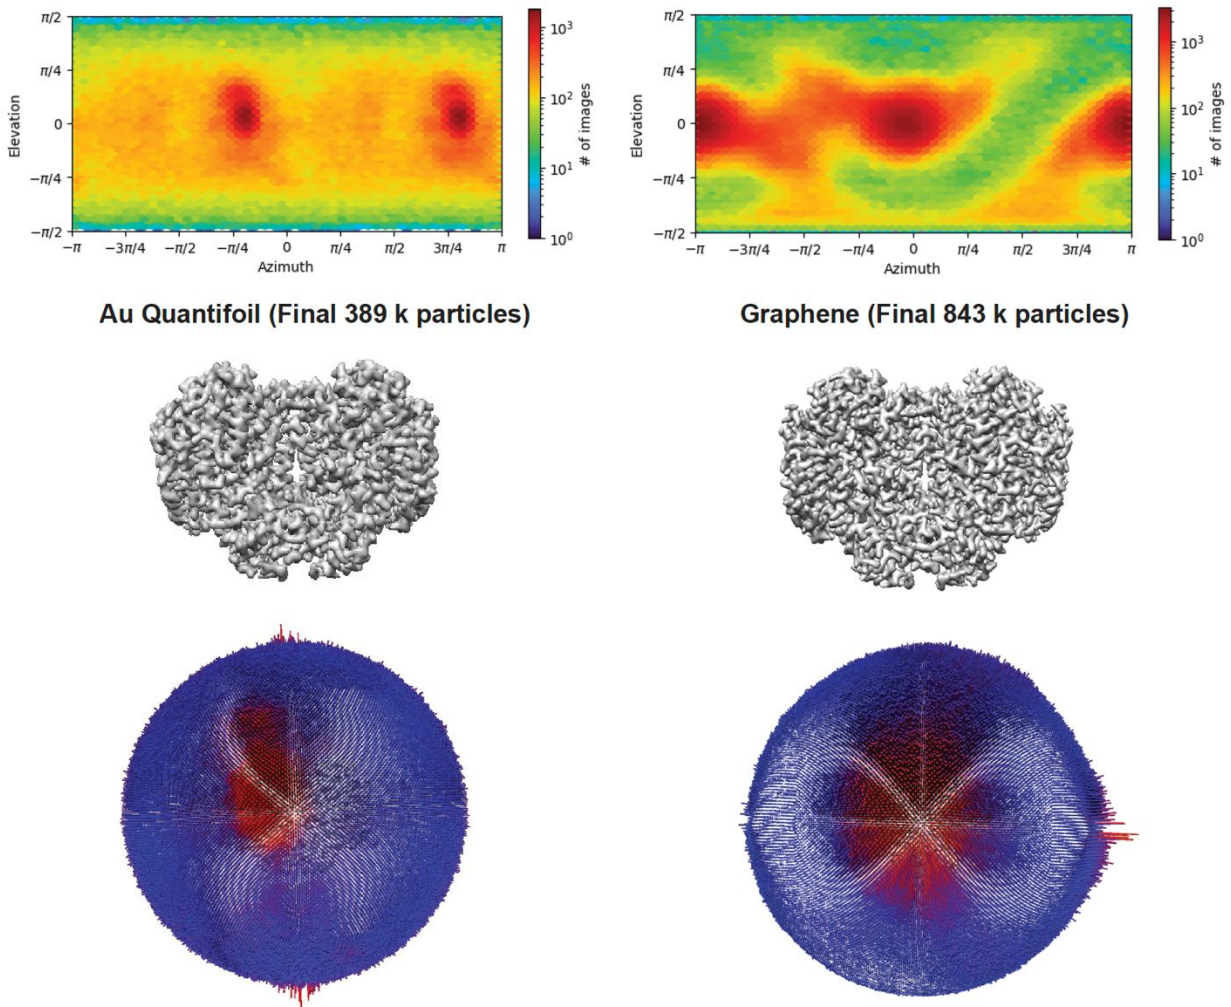 π/2
π/4
0
−π/4
−π/2
Elevation
−π
−3π/4
−π/2
−π/4
0
π/4
π/2
3π/4
π
Azimuth
10³
10²
10¹
10⁰
# of images
π/2
π/4
0
−π/4
−π/2
Elevation
−π
−3π/4
−π/2
−π/4
0
π/4
π/2
3π/4
π
Azimuth
10³
10²
10¹
10⁰
# of images
Au Quantifoil (Final 389 k particles)
Graphene (Final 843 k particles)